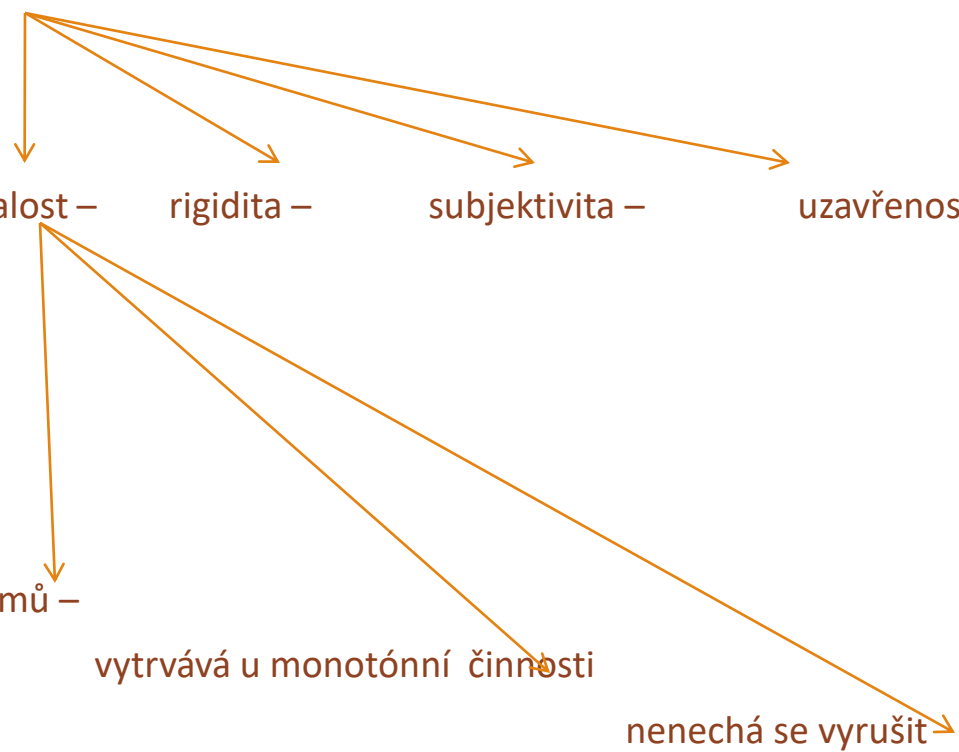 alost – rigidita – subjektivita – uzavřenos
mů –
vytrvává u monotónní činnosti
nenechá se vyrušit